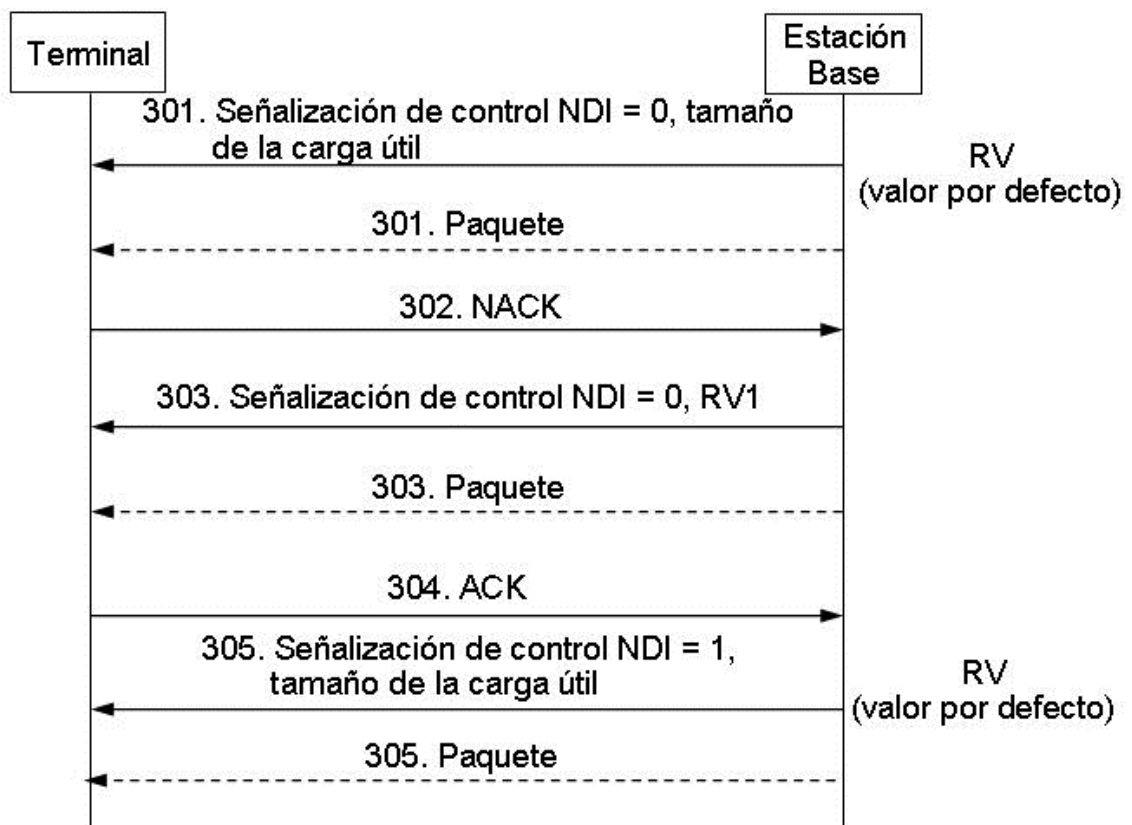 Terminal
Estación
Base
301. Señalización de control NDI = 0, tamaño
de la carga útil
RV
(valor por defecto)
301. Paquete
302. NACK
303. Señalización de control NDI = 0, RV1
303. Paquete
304. ACK
305. Señalización de control NDI = 1,
tamaño de la carga útil
RV
(valor por defecto)
305. Paquete